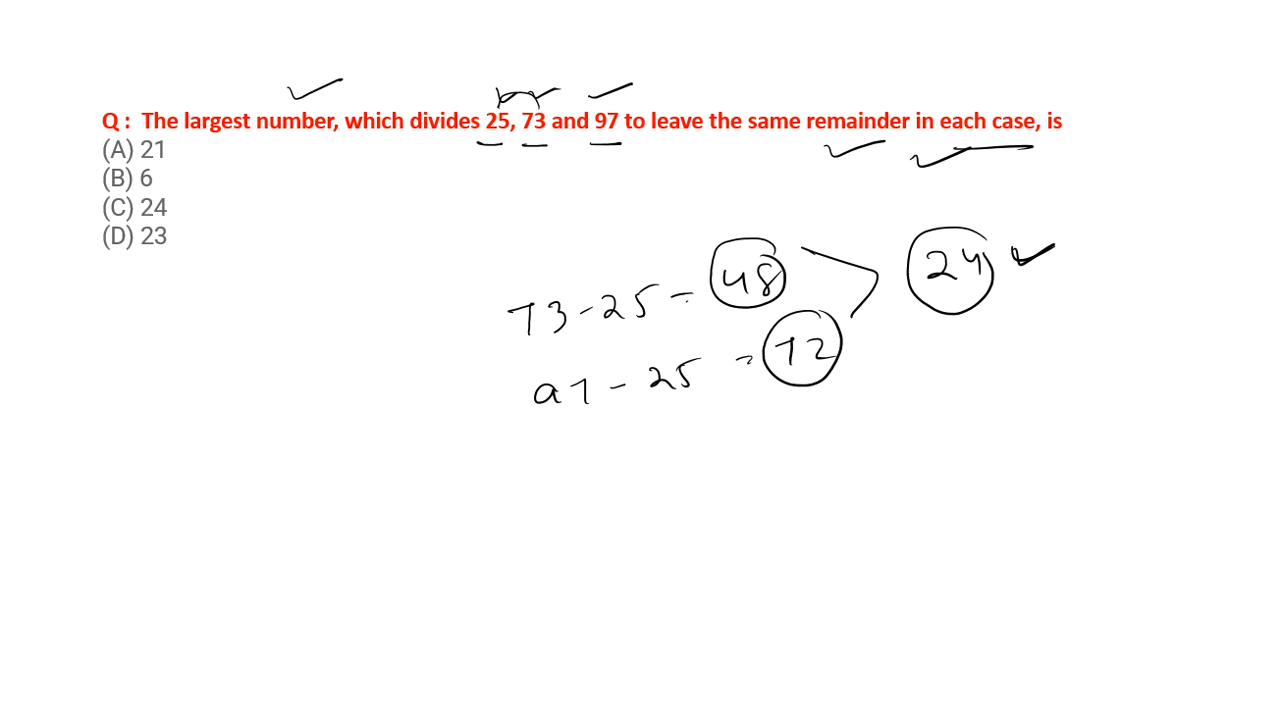 Q : The largest number, which divides 25, 73 and 97 to leave the same remainder in each case, is
(A) 21
(B) 6
(C) 24
(D) 23
73-25=48
97-25=72
24